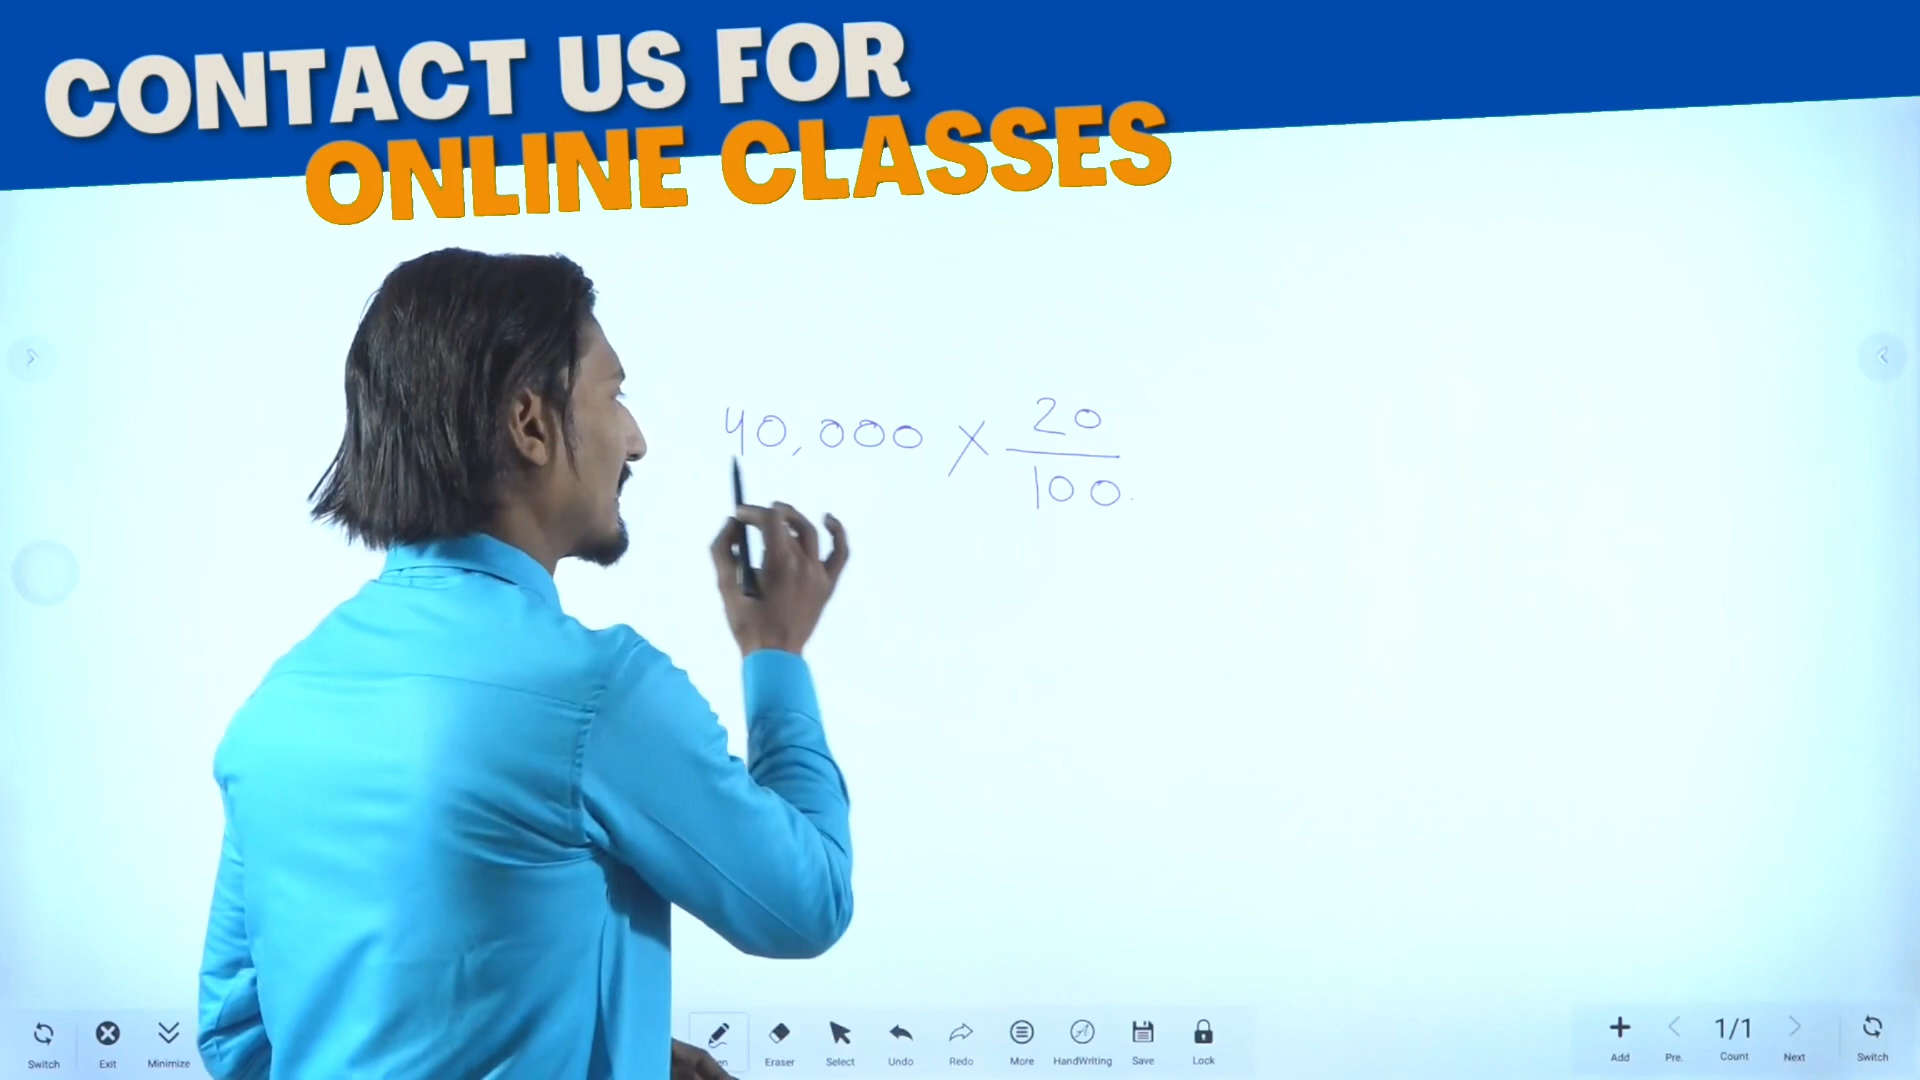 CONTACT US FOR
ONLINE CLASSES
40,000 × 20/100
Switch Exit Minimize Eraser Select Undo Redo More HandWriting Save Lock Add Pre. 1/1 Count Next Switch